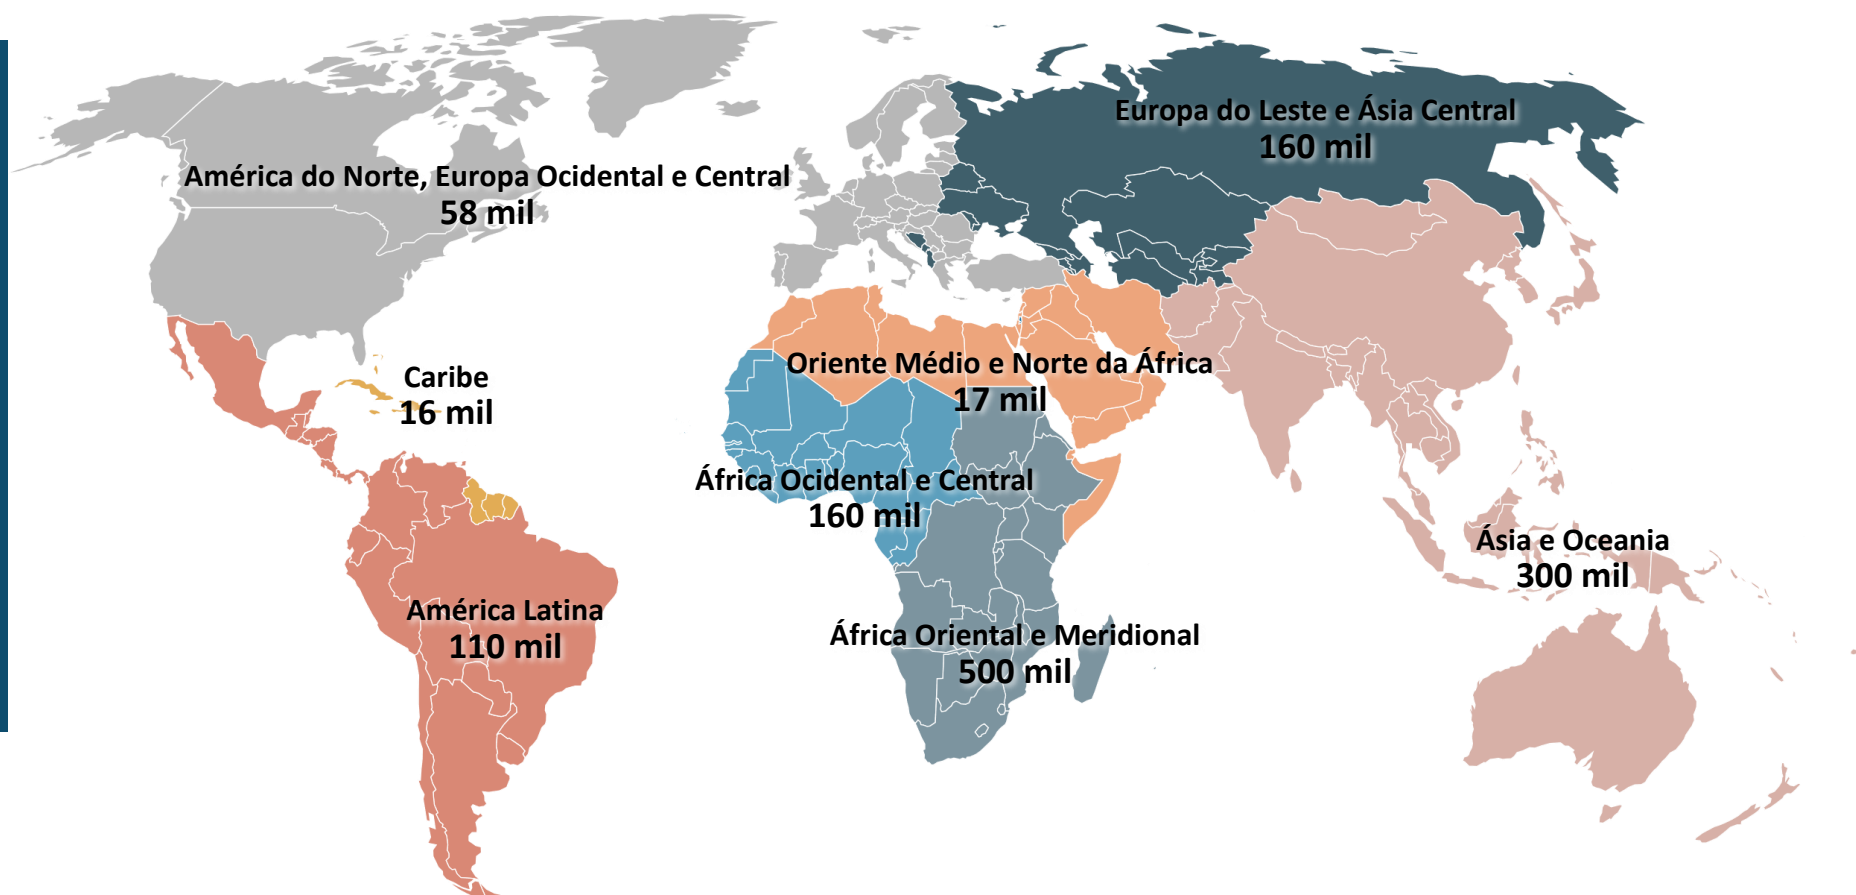 Europa do Leste e Ásia Central
160 mil
América do Norte, Europa Ocidental e Central
58 mil
Caribe
16 mil
Oriente Médio e Norte da África
17 mil
África Ocidental e Central
160 mil
Ásia e Oceania
300 mil
América Latina
110 mil
África Oriental e Meridional
500 mil